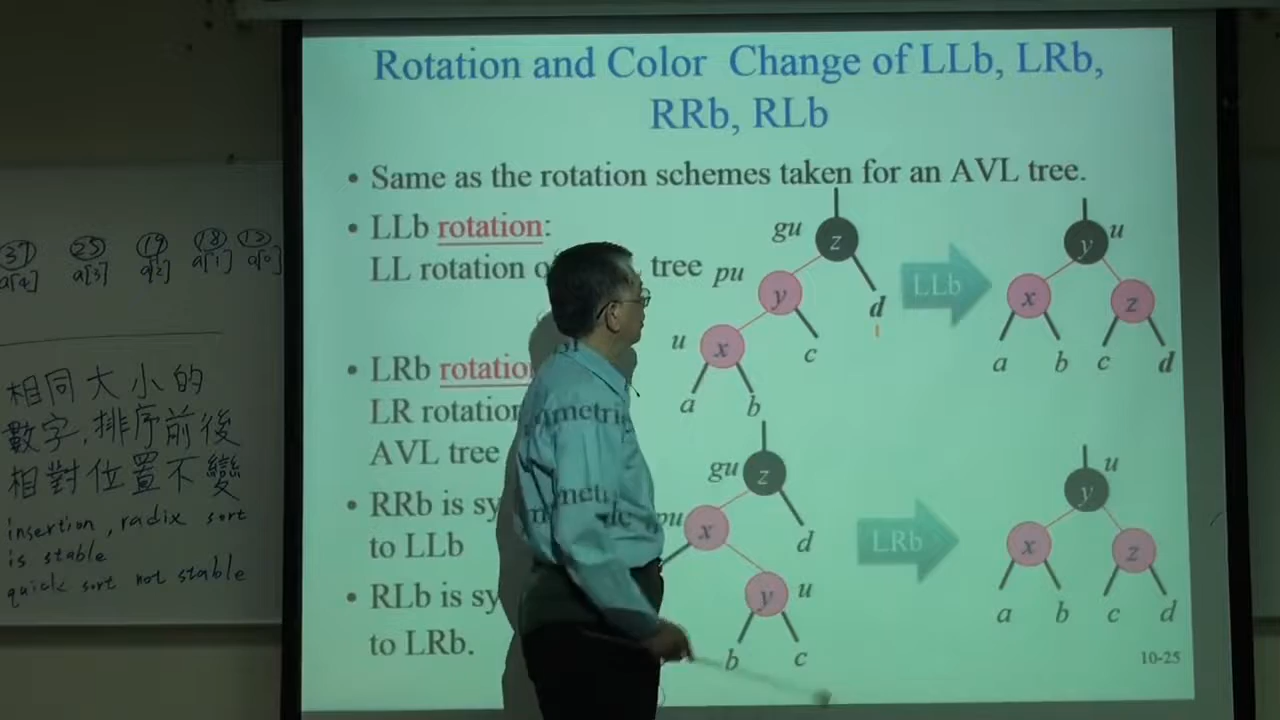 Rotation and Color Change of LLb, LRb,
RRb, RLb
• Same as the rotation schemes taken for an AVL tree.
• LLb rotation:
LL rotation tree
• LRb
LR rotation
AVL tree
• RRb is
to LLb
• RLb is
to LRb.
gu z
pu y d
u x c
a b
LLb
y u
x z
a b c d
gu z
pu x d
y u
b c
LRb
u
y
x z
a b c d
10-25
37 25 19 18 13
a[4] a[3] a[2] a[1] a[0]
相同大小的
數字,排序前後
相對位置不變
insertion, radix sort
is stable
quick sort not stable